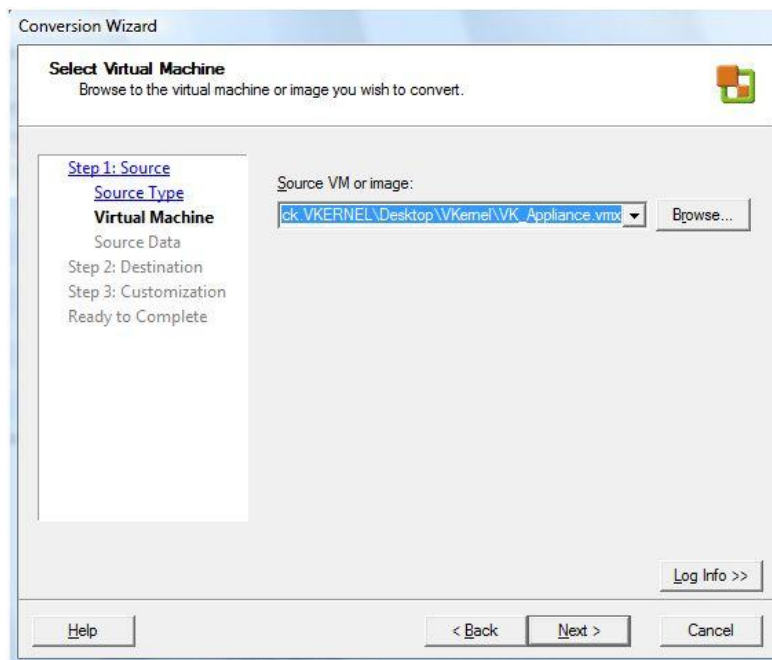 Conversion Wizard
Select Virtual Machine
Browse to the virtual machine or image you wish to convert.
Step 1: Source
Source Type
Virtual Machine
Source Data
Step 2: Destination
Step 3: Customization
Ready to Complete
Source VM or image:
ck.VKERNEL\Desktop\VKernel\VK_Appliance.vmx
Browse...
Log Info >>
Help
< Back
Next >
Cancel